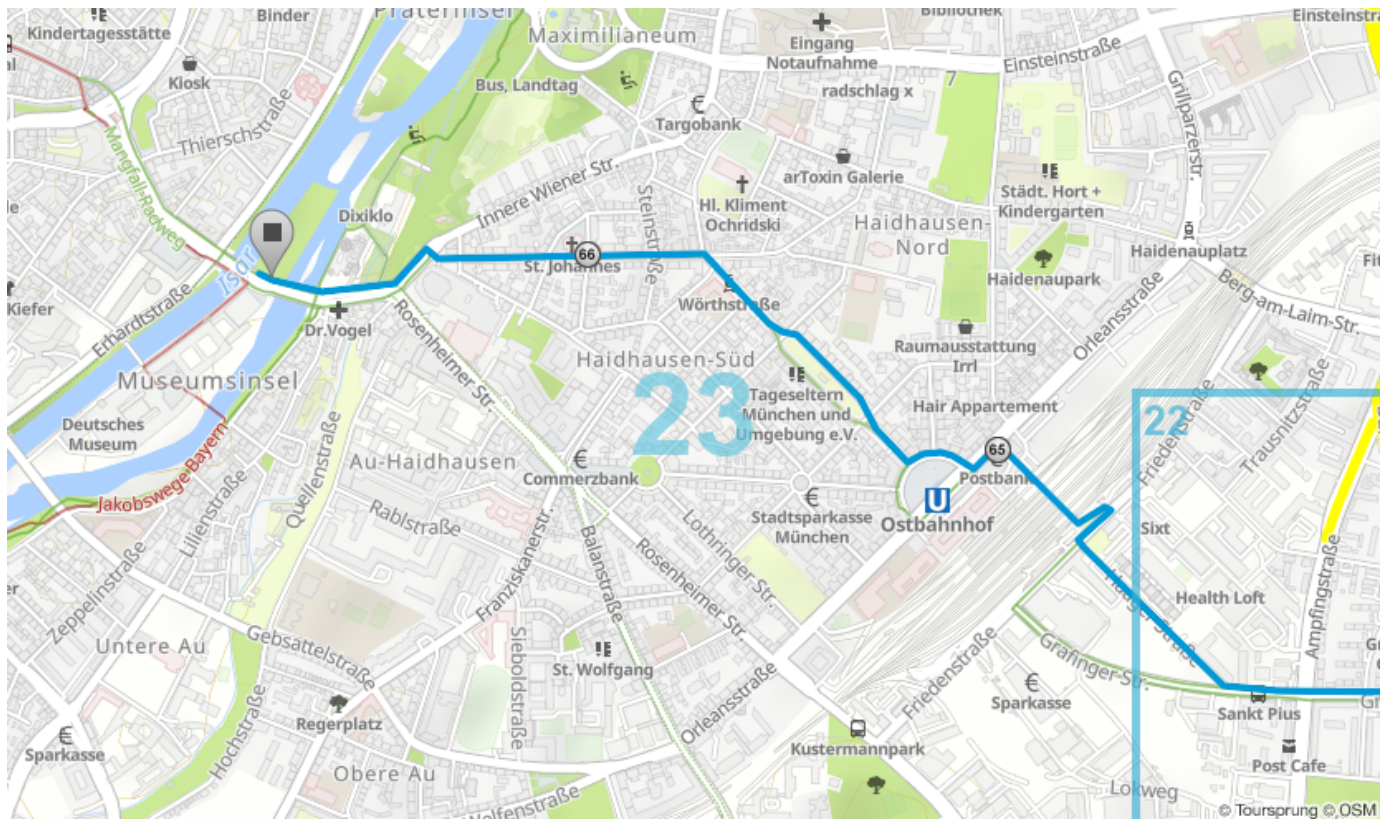 Binder
Praterinsel
Kindertagesstätte
Maximilianeum
Bibliothek
Einsteinstra
Eingang
Notaufnahme
Einsteinstraße
Kiosk
Bus, Landtag
7
radschlag x
Thierschstraße
Targobank
Grillparzerstr.
Mangfall-Radweg
Innere Wiener Str.
Steinstraße
arToxin Galerie
Städt. Hort +
Kindergarten
Dixiklo
Hl. Kliment
Ochridski
Haidhausen-
Nord
Isar
St. Johannes
66
Haidenauplatz
Haidenaupark
Kiefer
Erhardtstraße
Dr.Vogel
Wörthstraße
Orleansstraße
Berg-am-Laim-Str.
Rosenheimer Str.
Raumausstattung
Irrl
Museumsinsel
Haidhausen-Süd
23
Tageseltern
München und
Umgebung e.V.
Hair Appartement
Friedenstraße
Trausnitzstraße
22
Deutsches
Museum
Quellenstraße
Au-Haidhausen
Commerzbank
65
Postbank
Jakobswege Bayern
Lilienstraße
Rablstraße
Stadtsparkasse
München
U
Ostbahnhof
Sixt
Zeppelinstraße
Franziskanerstr.
Balanstraße
Lothringer Str.
Rosenheimer Str.
Haager Straße
Health Loft
Ampfingstraße
Untere Au
Gebsattelstraße
Sieboldstraße
St. Wolfgang
Grafinger Str.
Friedenstraße
Sparkasse
Sankt Pius
Hochstraße
Regerplatz
Orleansstraße
Kustermannpark
Sparkasse
Obere Au
Post Cafe
Lokweg
Wolfenstraße
© Toursprung © OSM